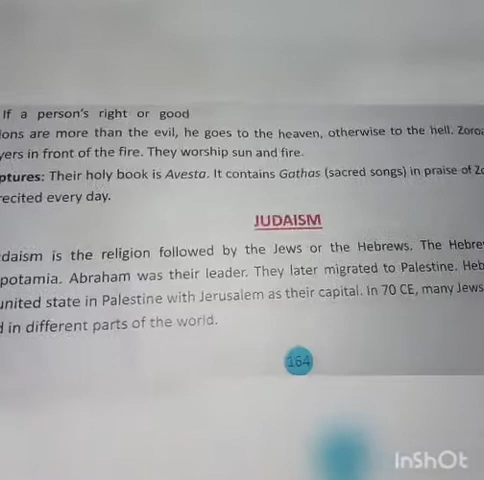 If a person's right or good
ions are more than the evil, he goes to the heaven, otherwise to the hell. Zoroa
yers in front of the fire. They worship sun and fire.
ptures: Their holy book is Avesta. It contains Gathas (sacred songs) in praise of Zo
recited every day.
JUDAISM
daism is the religion followed by the Jews or the Hebrews. The Hebre
potamia. Abraham was their leader. They later migrated to Palestine. Heb
united state in Palestine with Jerusalem as their capital. In 70 CE, many Jews
d in different parts of the world.
164
InShOt